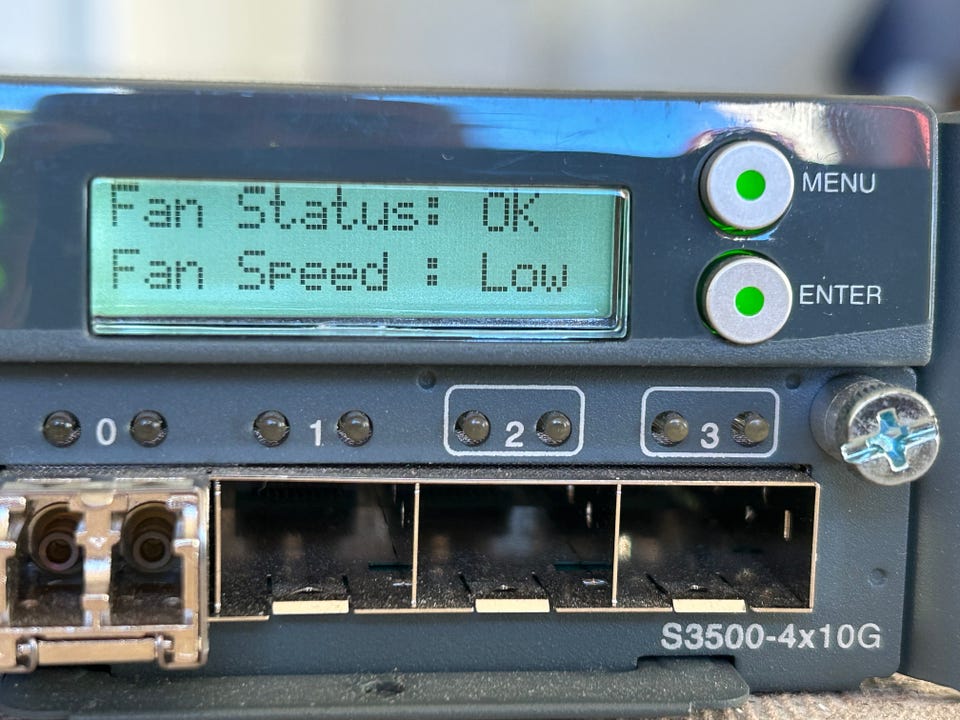 Fan Status: OK
Fan Speed : Low
MENU
ENTER
0 1 2 3
S3500-4x10G